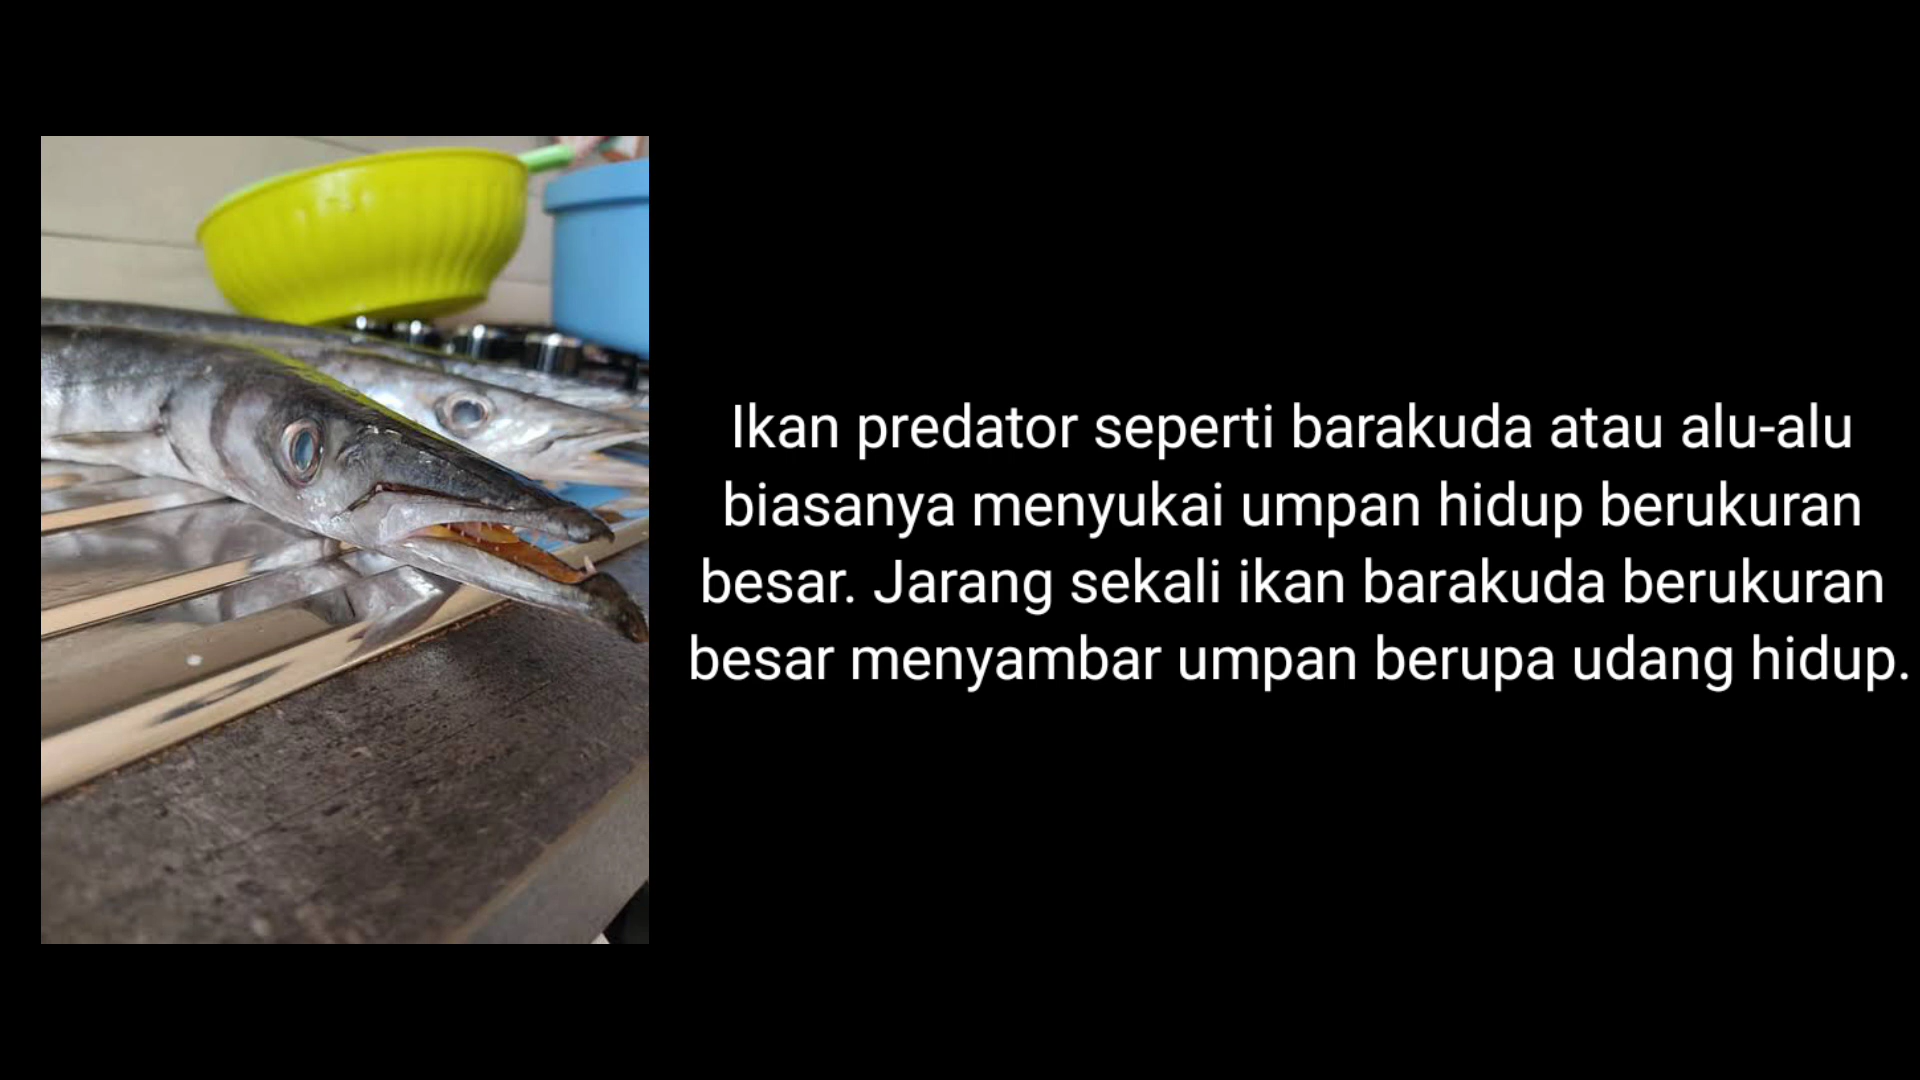 Ikan predator seperti barakuda atau alu-alu
biasanya menyukai umpan hidup berukuran
besar. Jarang sekali ikan barakuda berukuran
besar menyambar umpan berupa udang hidup.